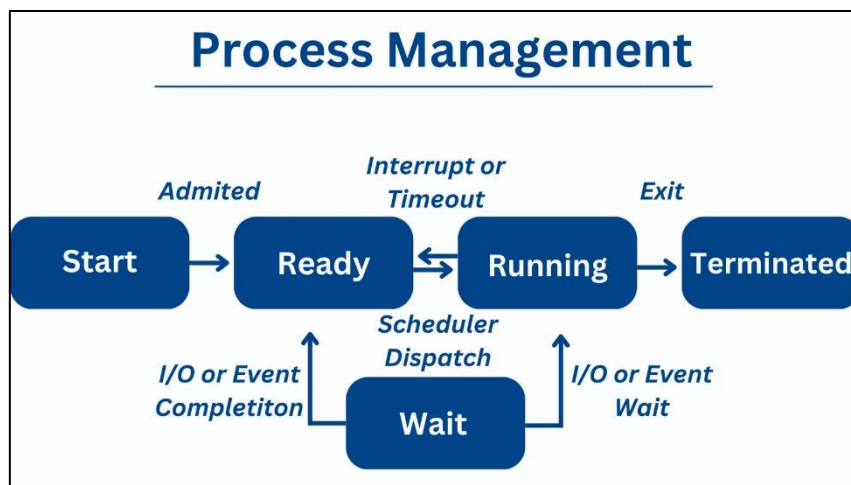 Process Management
Admited
Interrupt or
Timeout
Exit
Start
Ready
Running
Terminated
Scheduler
Dispatch
I/O or Event
Completiton
I/O or Event
Wait
Wait